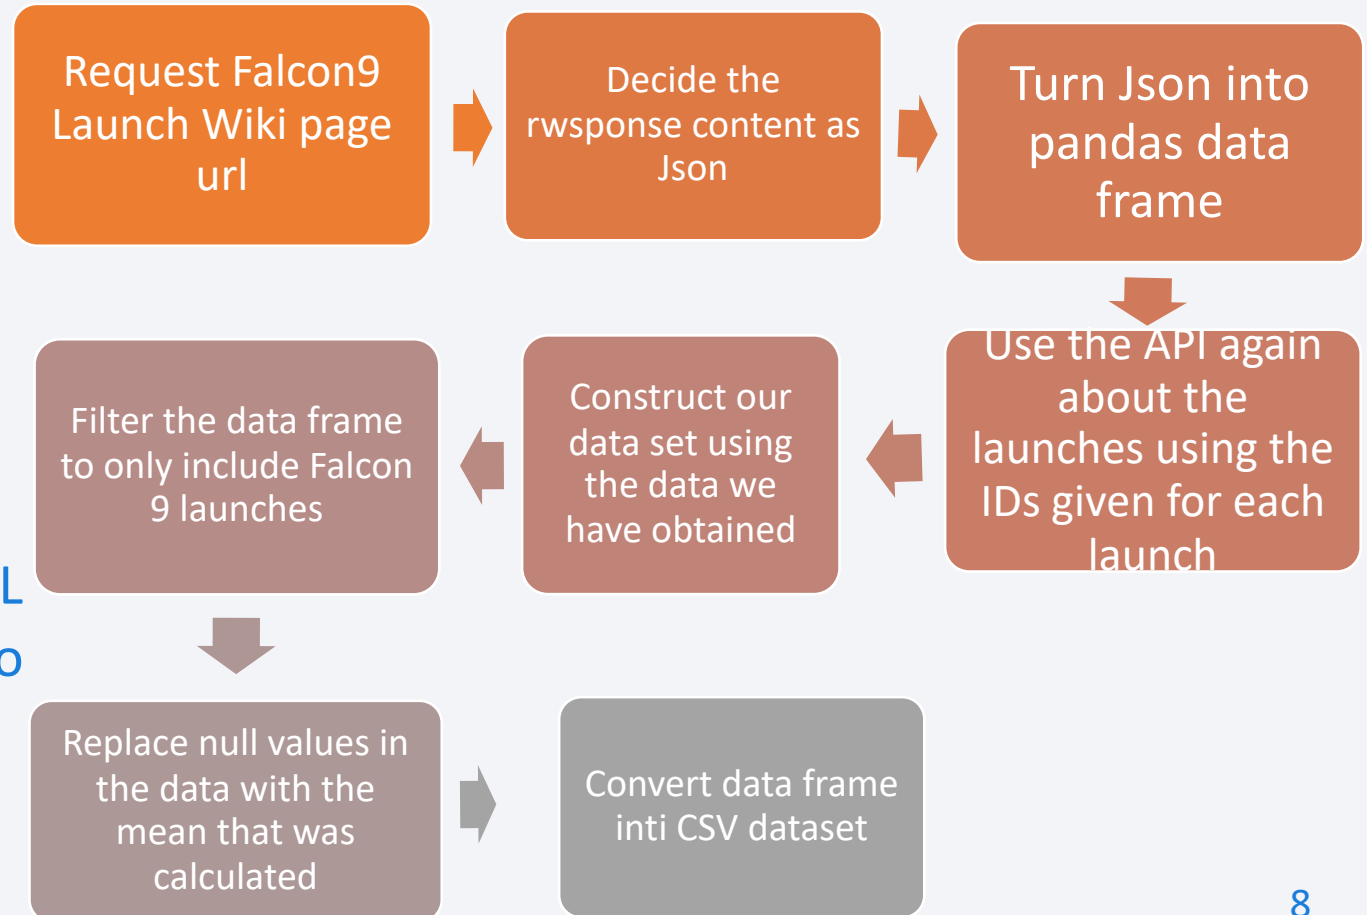 Request Falcon9
Launch Wiki page
url
Decide the
rwsponse content as
Json
Turn Json into
pandas data
frame
Use the API again
about the
launches using the
IDs given for each
launch
Construct our
data set using
the data we
have obtained
Filter the data frame
to only include Falcon
9 launches
L
o
Replace null values in
the data with the
mean that was
calculated
Convert data frame
inti CSV dataset
8